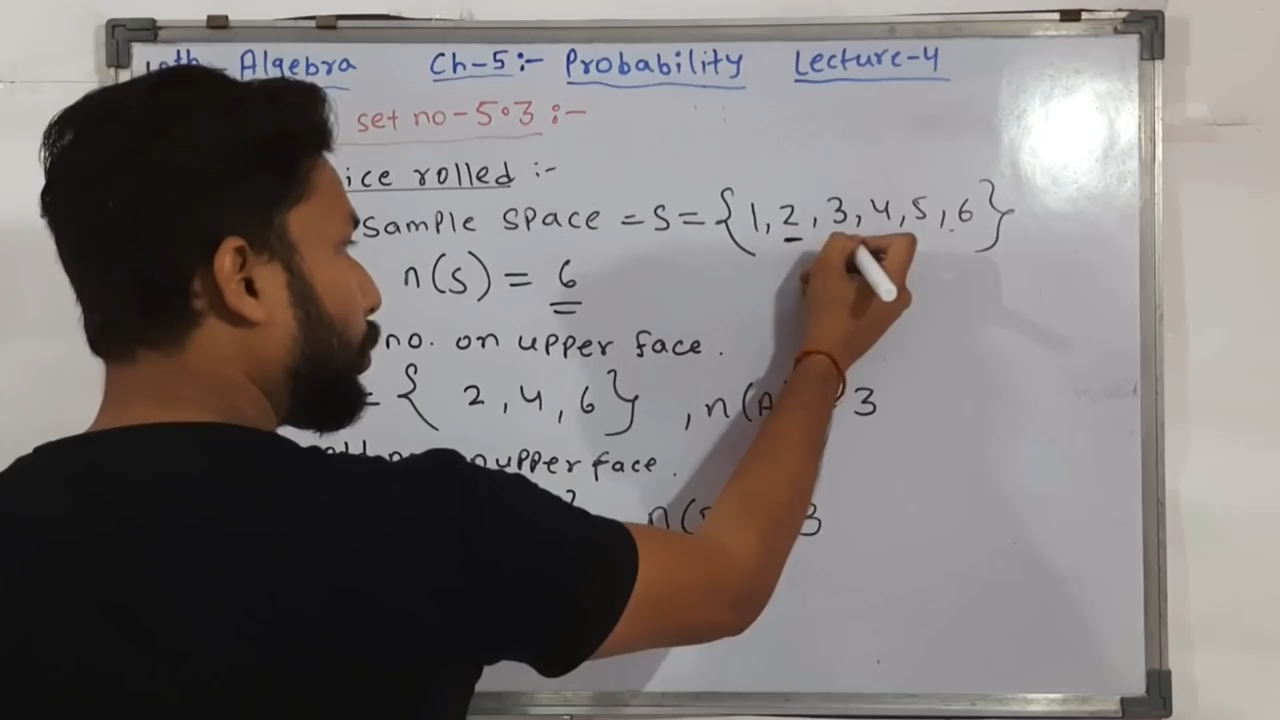 10th Algebra Ch-5:- Probability Lecture-4
set no-5.3:-
ice rolled :-
sample space = S = {1, 2, 3, 4, 5, 6}
n(S) = 6
no. on upper face.
= { 2, 4, 6} , n(A) 3
upper face.
n( 3